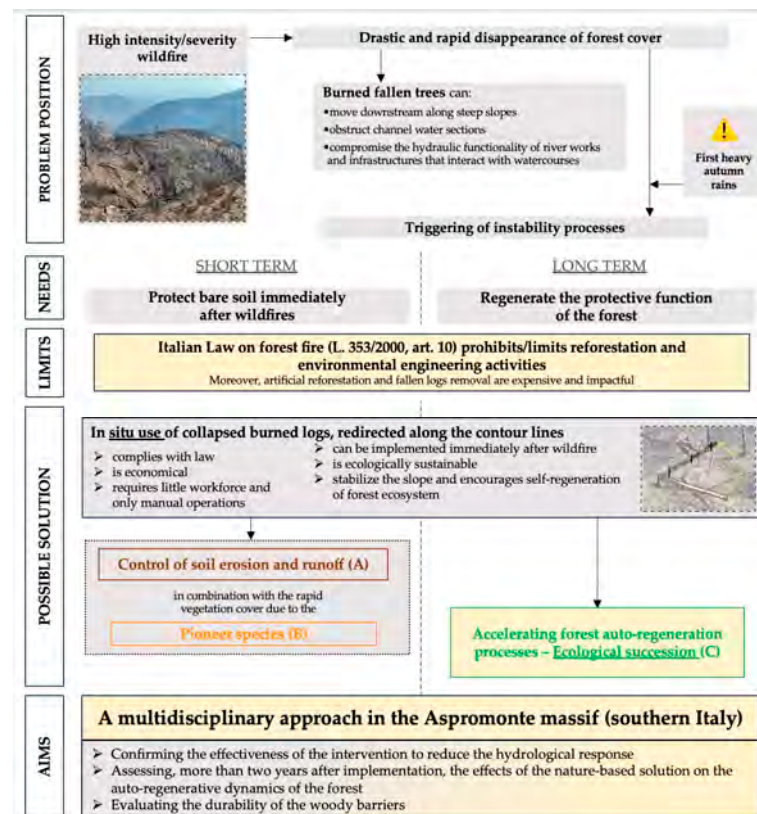 PROBLEM POSITION
High intensity/severity
wildfire
Drastic and rapid disappearance of forest cover
Burned fallen trees can:
▪move downstream along steep slopes
▪obstruct channel water sections
▪compromise the hydraulic functionality of river works
and infrastructures that interact with watercourses
First heavy
autumn
rains
Triggering of instability processes
NEEDS
SHORT TERM
Protect bare soil immediately
after wildfires
LONG TERM
Regenerate the protective function
of the forest
LIMITS
Italian Law on forest fire (L. 353/2000, art. 10) prohibits/limits reforestation and
environmental engineering activities
Moreover, artificial reforestation and fallen logs removal are expensive and impactful
POSSIBLE SOLUTION
In situ use of collapsed burned logs, redirected along the contour lines
➢ complies with law
➢ is economical
➢ requires little workforce and
only manual operations
➢ can be implemented immediately after wildfire
➢ is ecologically sustainable
➢ stabilize the slope and encourages self-regeneration
of forest ecosystem
Control of soil erosion and runoff (A)
in combination with the rapid
vegetation cover due to the
Pioneer species (B)
Accelerating forest auto-regeneration
processes – Ecological succession (C)
AIMS
A multidisciplinary approach in the Aspromonte massif (southern Italy)
➢ Confirming the effectiveness of the intervention to reduce the hydrological response
➢ Assessing, more than two years after implementation, the effects of the nature-based solution on the
auto-regenerative dynamics of the forest
➢ Evaluating the durability of the woody barriers